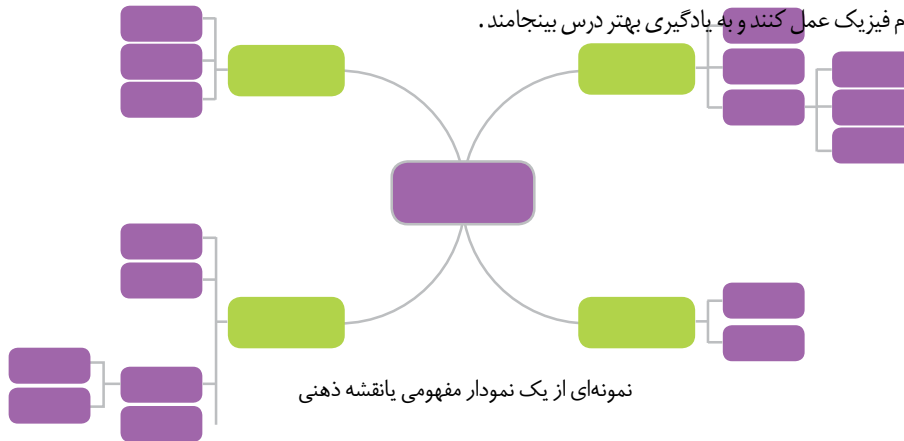 فیزیک عمل کنند و به یادگیری بهتر درس بینجامند.
نمونه‌ای از یک نمودار مفهومی یانقشه ذهنی